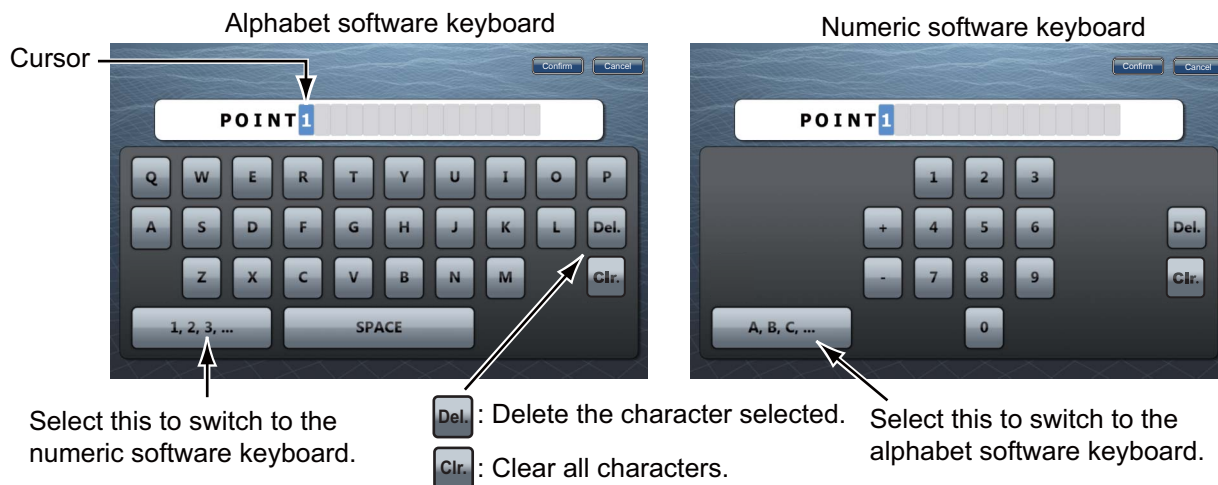 Alphabet software keyboard
Cursor
Confirm Cancel
POINT1
Q W E R T Y U I O P
A S D F G H J K L Del.
Z X C V B N M Clr.
1, 2, 3, ... SPACE
Select this to switch to the
numeric software keyboard.
Del. : Delete the character selected.
Clr. : Clear all characters.
Numeric software keyboard
Confirm Cancel
POINT1
1 2 3
+ 4 5 6 Del.
- 7 8 9 Clr.
A, B, C, ... 0
Select this to switch to the
alphabet software keyboard.